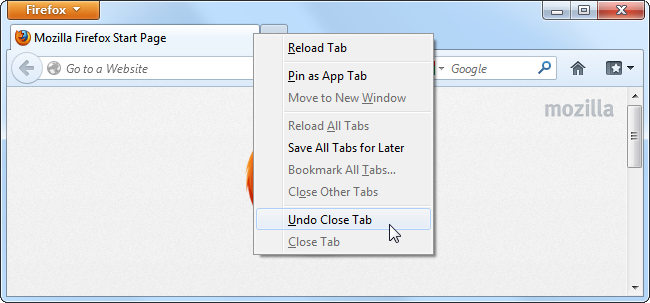 Firefox
Mozilla Firefox Start Page
Go to a Website
Google
mozilla
Reload Tab
Pin as App Tab
Move to New Window
Reload All Tabs
Save All Tabs for Later
Bookmark All Tabs...
Close Other Tabs
Undo Close Tab
Close Tab